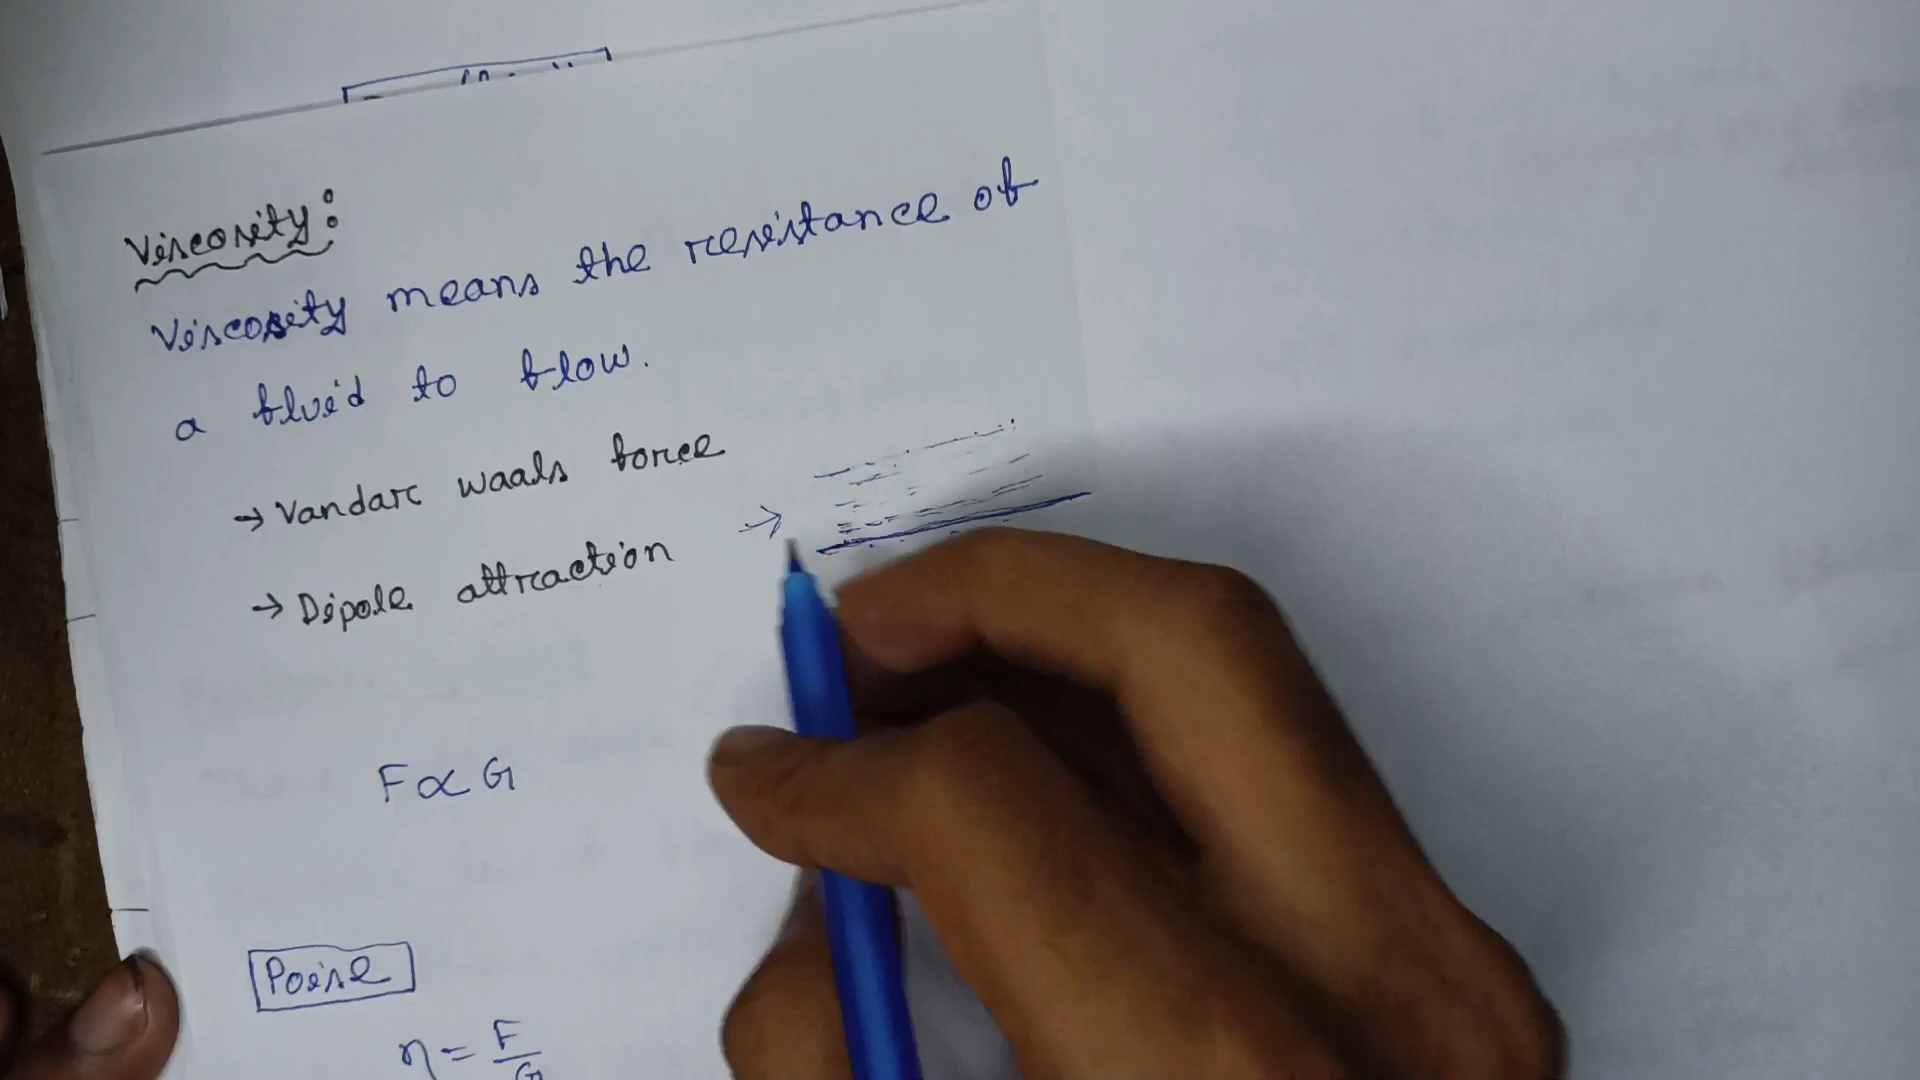 Viscosity:
Viscosity means the resistance of
a fluid to flow.
→ Vandar waals force
→ Dipole attraction →
F ∝ G
Poise
η = F/G